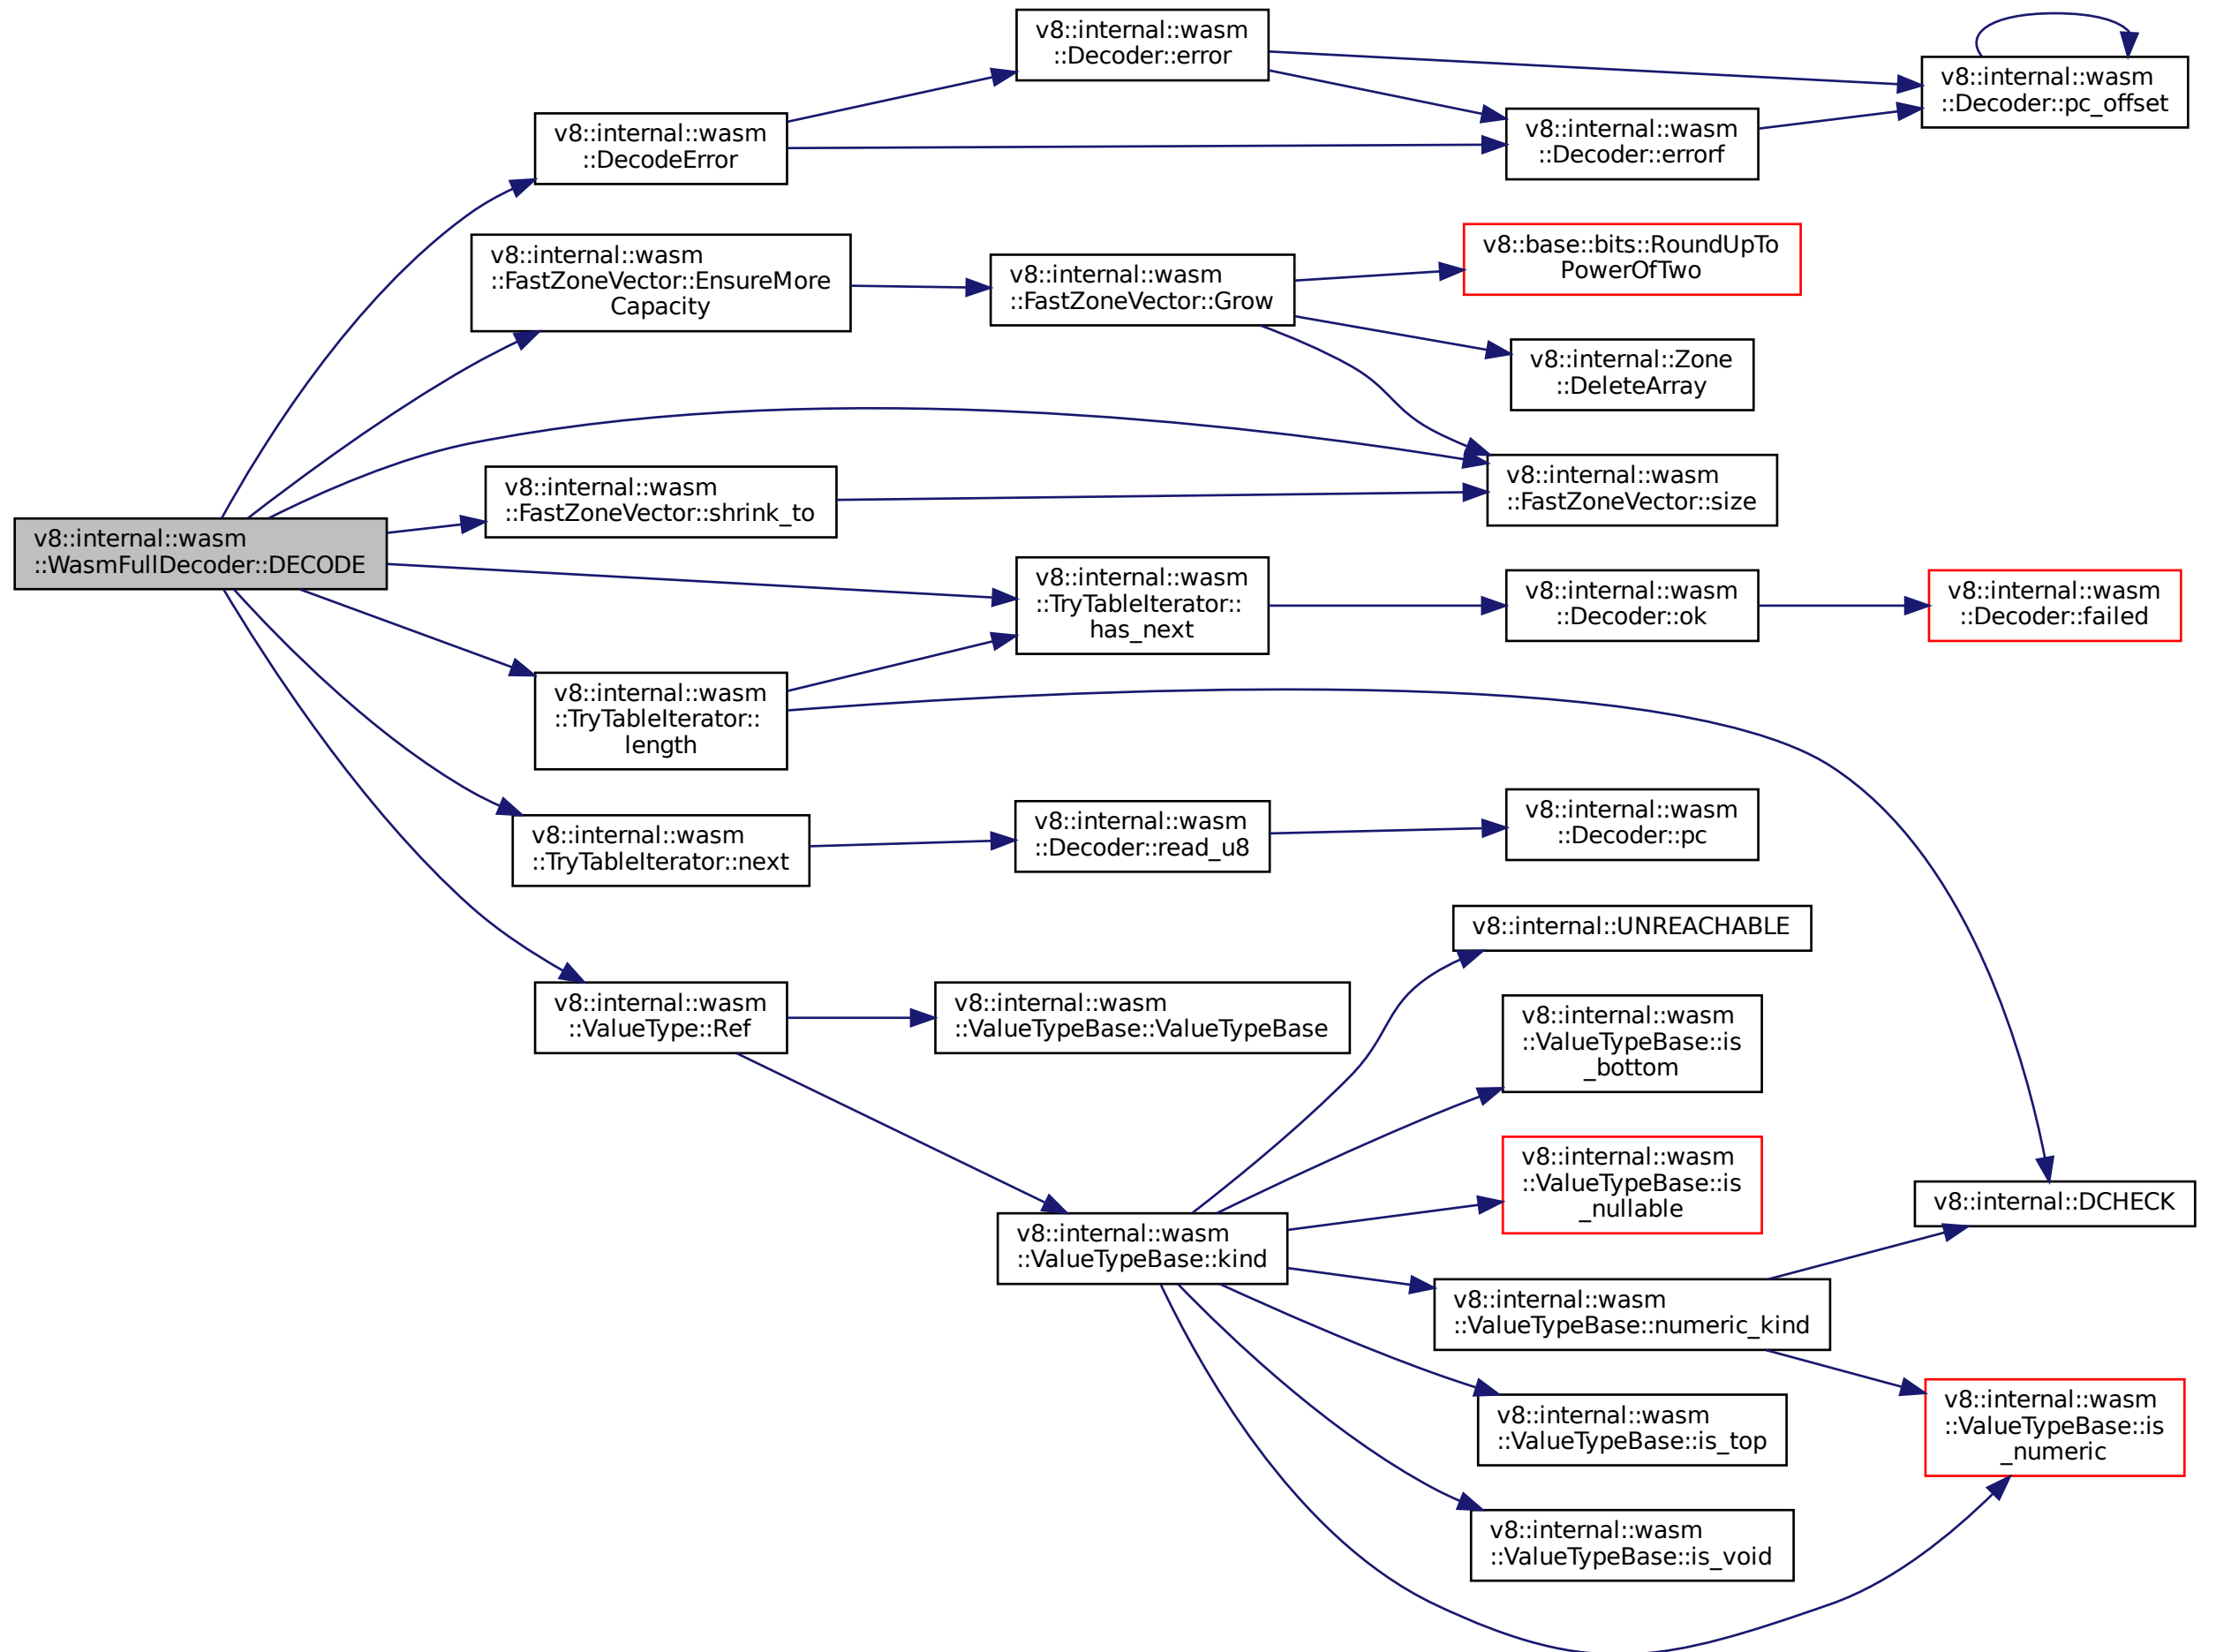 v8::internal::wasm
::WasmFullDecoder::DECODE
v8::internal::wasm
::DecodeError
v8::internal::wasm
::Decoder::error
v8::internal::wasm
::Decoder::errorf
v8::internal::wasm
::Decoder::pc_offset
v8::internal::wasm
::FastZoneVector::EnsureMore
Capacity
v8::internal::wasm
::FastZoneVector::Grow
v8::base::bits::RoundUpTo
PowerOfTwo
v8::internal::Zone
::DeleteArray
v8::internal::wasm
::FastZoneVector::size
v8::internal::wasm
::FastZoneVector::shrink_to
v8::internal::wasm
::TryTableIterator::
has_next
v8::internal::wasm
::Decoder::ok
v8::internal::wasm
::Decoder::failed
v8::internal::wasm
::TryTableIterator::
length
v8::internal::wasm
::TryTableIterator::next
v8::internal::wasm
::Decoder::read_u8
v8::internal::wasm
::Decoder::pc
v8::internal::wasm
::ValueType::Ref
v8::internal::wasm
::ValueTypeBase::ValueTypeBase
v8::internal::wasm
::ValueTypeBase::kind
v8::internal::UNREACHABLE
v8::internal::wasm
::ValueTypeBase::is
_bottom
v8::internal::wasm
::ValueTypeBase::is
_nullable
v8::internal::wasm
::ValueTypeBase::numeric_kind
v8::internal::DCHECK
v8::internal::wasm
::ValueTypeBase::is
_numeric
v8::internal::wasm
::ValueTypeBase::is_top
v8::internal::wasm
::ValueTypeBase::is_void